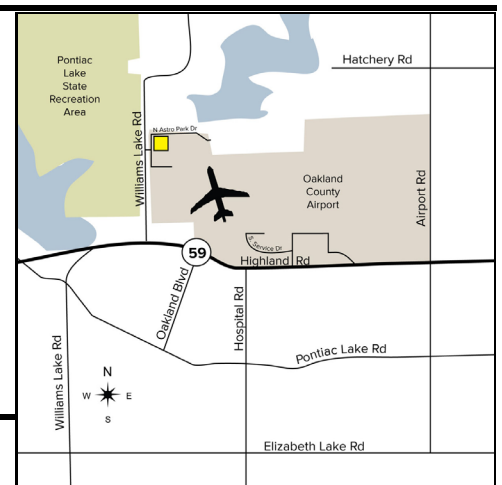 Pontiac
Lake
State
Recreation
Area
Hatchery Rd
N Astro Park Dr
Williams Lake Rd
Oakland
County
Airport
Airport Rd
S. Service Dr
59
Highland Rd
Oakland Blvd
Hospital Rd
Pontiac Lake Rd
Williams Lake Rd
N
W E
S
Elizabeth Lake Rd